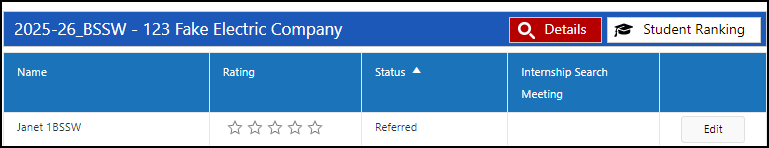 2025-26_BSSW - 123 Fake Electric Company Details Student Ranking
Name Rating Status Internship Search
Meeting
Janet 1BSSW Referred Edit